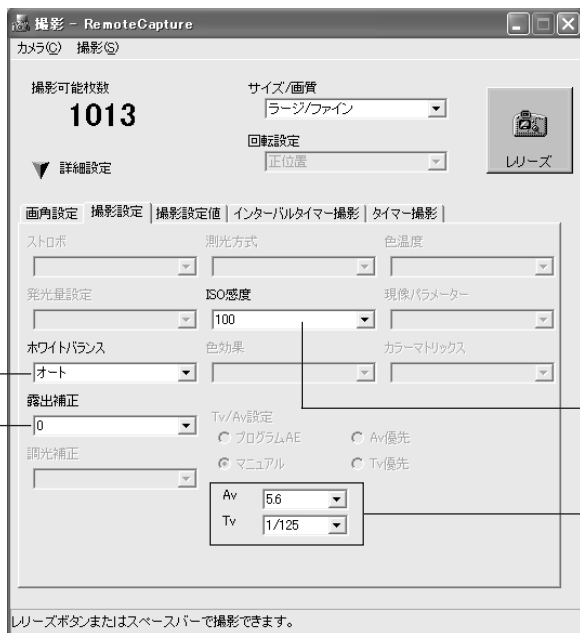 撮影 - RemoteCapture
カメラ(C) 撮影(S)
撮影可能枚数
1013
サイズ/画質
ラージ/ファイン
回転設定
正位置
レリーズ
詳細設定
画角設定 撮影設定 撮影設定値 インターバルタイマー撮影 タイマー撮影
ストロボ 測光方式 色温度
発光量設定 ISO感度 現像パラメーター
100
ホワイトバランス 色効果 カラーマトリックス
オート
露出補正
0
Tv/Av設定
プログラムAE Av優先
調光補正
マニュアル Tv優先
Av 5.6
Tv 1/125
レリーズボタンまたはスペースバーで撮影できます。